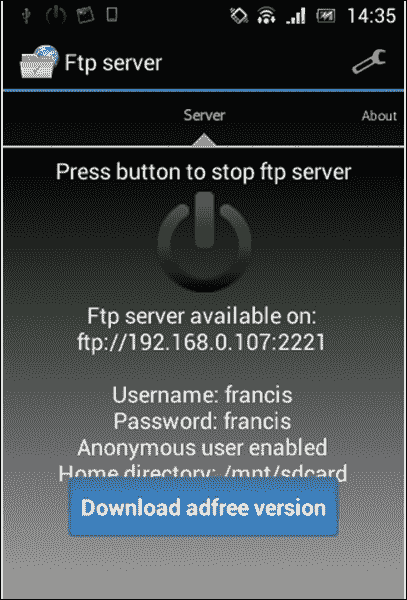 14:35
Ftp server
Server
About
Press button to stop ftp server
Ftp server available on:
ftp://192.168.0.107:2221
Username: francis
Password: francis
Anonymous user enabled
Home directory: /mnt/sdcard
Download adfree version